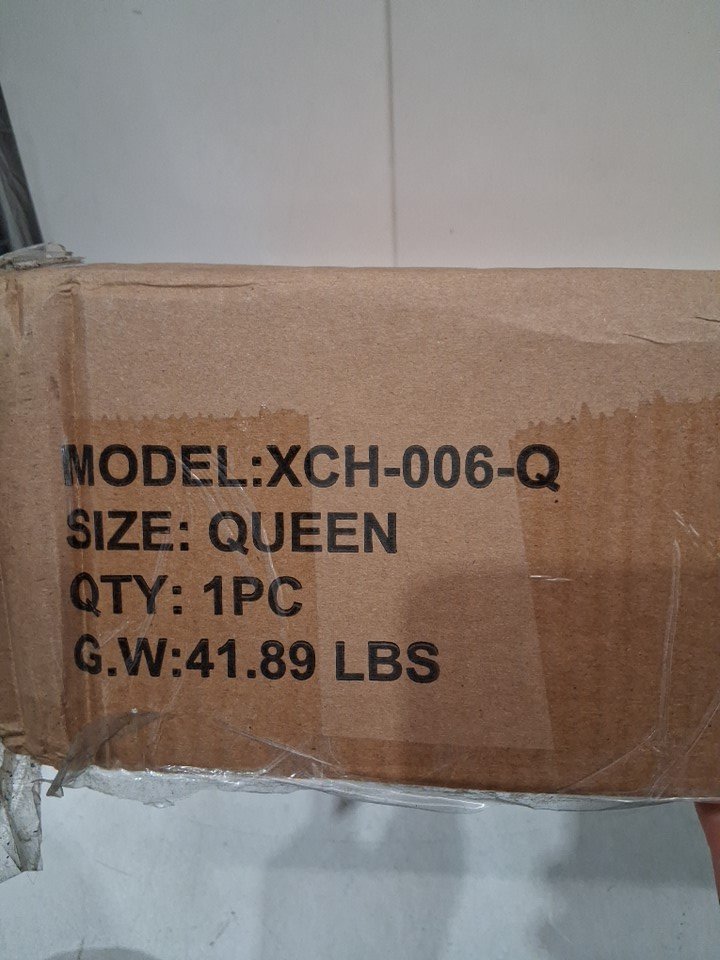 MODEL:XCH-006-Q
SIZE: QUEEN
QTY: 1PC
G.W:41.89 LBS